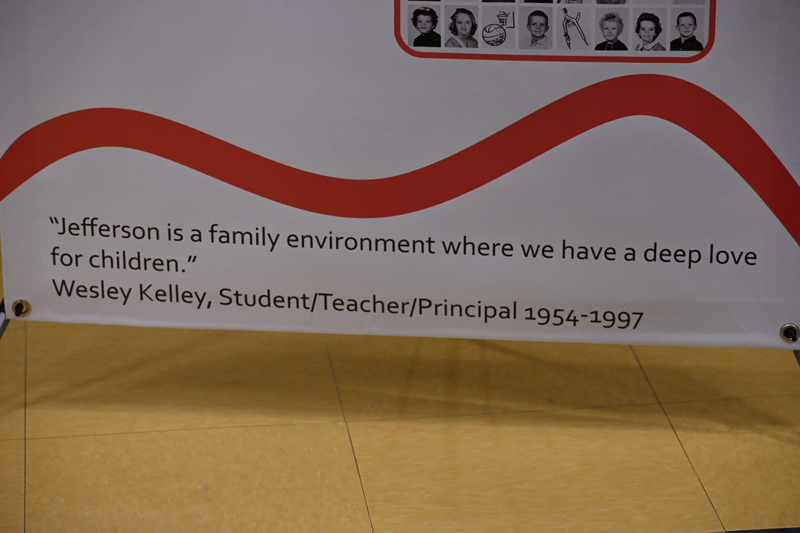 “Jefferson is a family environment where we have a deep love
for children.”
Wesley Kelley, Student/Teacher/Principal 1954-1997